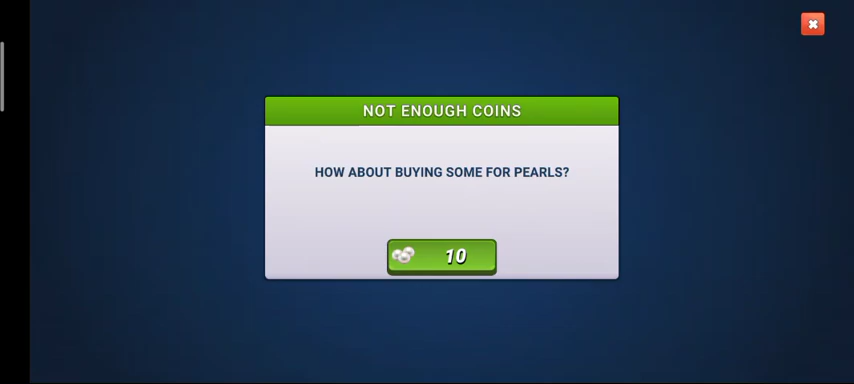 NOT ENOUGH COINS
HOW ABOUT BUYING SOME FOR PEARLS?
10